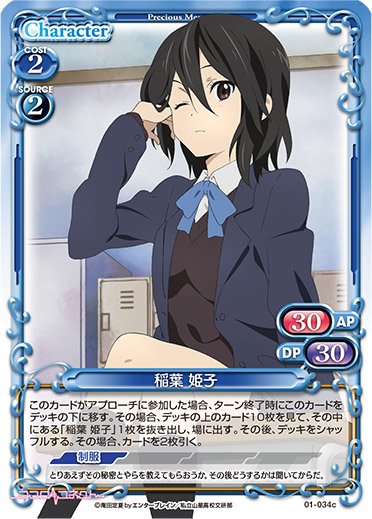 Precious Mem
Character
COST
2
SOURCE
2
30 AP
DP 30
稲葉 姫子
このカードがアプローチに参加した場合、ターン終了時にこのカードを
デッキの下に移す。その場合、デッキの上のカード10枚を見て、その中
にある「稲葉 姫子」1枚を抜き出し、場に出す。その後、デッキをシャッ
フルする。その場合、カードを2枚引く。
制服
とりあえずその秘密とやらを教えてもらおうか、その後どうするかは聞いてからだ。
ココロコネクト
©庵田定夏 by エンターブレイン／私立山星高校文研部
01-034c